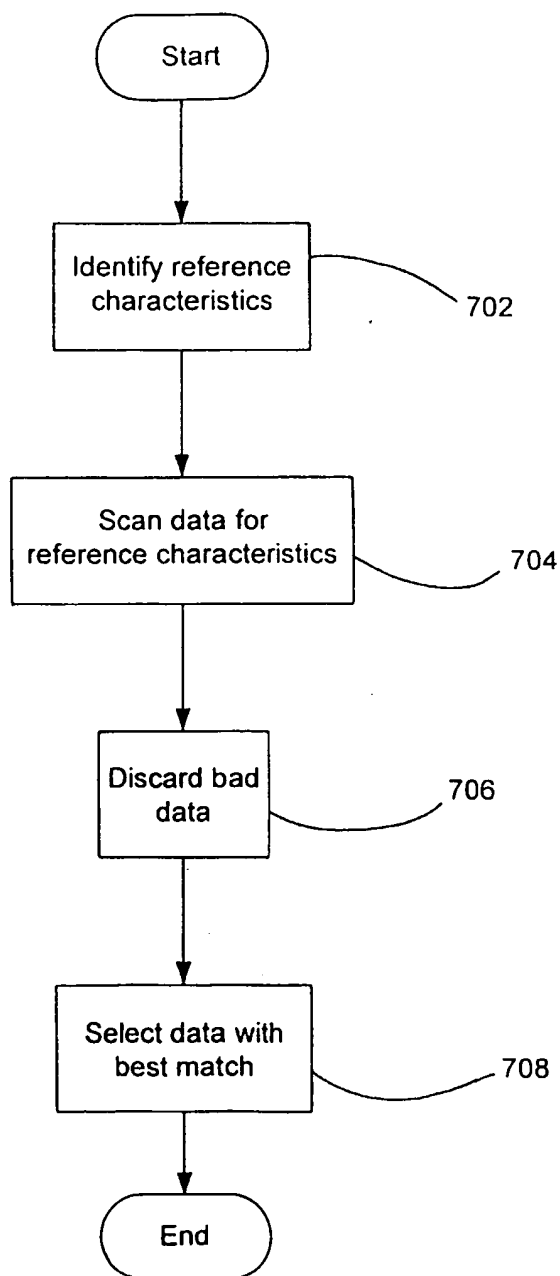 Start
Identify reference
characteristics
702
Scan data for
reference characteristics
704
Discard bad
data
706
Select data with
best match
708
End